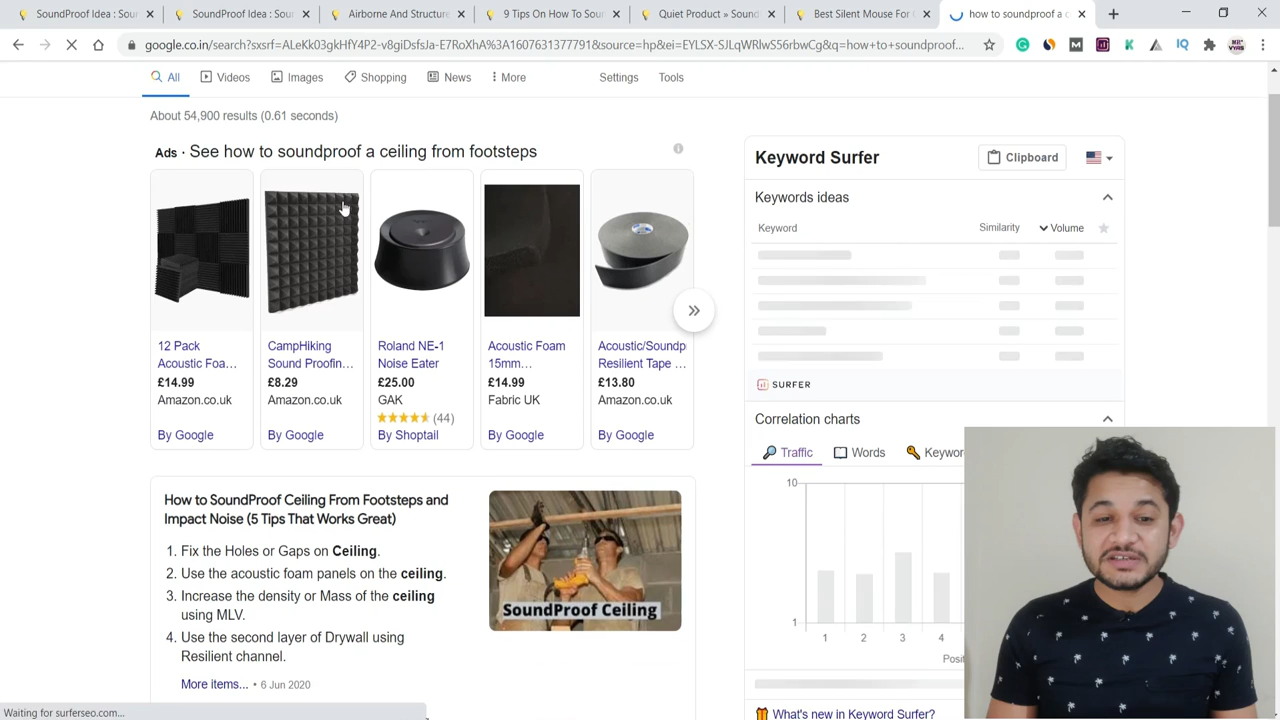 SoundProof Idea : Soun
SoundProof Idea : Soun
Airborne And Structure
9 Tips On How To Soun
Quiet Product » Sound
Best Silent Mouse For
how to soundproof a c
google.co.in/search?sxsrf=ALeKk03gkHfY4P2-v8giDsfsJa-E7RoXhA%3A1607631377791&source=hp&ei=EYLSX-SJLqWRlwS56rbwCg&q=how+to+soundproof...
All
Videos
Images
Shopping
News
More
Settings
Tools
About 54,900 results (0.61 seconds)
Ads · See how to soundproof a ceiling from footsteps
12 Pack
Acoustic Foa...
£14.99
Amazon.co.uk
By Google
CampHiking
Sound Proofin...
£8.29
Amazon.co.uk
By Google
Roland NE-1
Noise Eater
£25.00
GAK
(44)
By Shoptail
Acoustic Foam
15mm...
£14.99
Fabric UK
By Google
Acoustic/Soundp
Resilient Tape ...
£13.80
Amazon.co.uk
By Google
How to SoundProof Ceiling From Footsteps and
Impact Noise (5 Tips That Works Great)
1. Fix the Holes or Gaps on Ceiling.
2. Use the acoustic foam panels on the ceiling.
3. Increase the density or Mass of the ceiling
using MLV.
4. Use the second layer of Drywall using
Resilient channel.
More items... • 6 Jun 2020
SoundProof Ceiling
Keyword Surfer
Clipboard
Keywords ideas
Keyword
Similarity
Volume
SURFER
Correlation charts
Traffic
Words
Keywor
10
1
1 2 3 4
Posit
What's new in Keyword Surfer?
Waiting for surferseo.com...